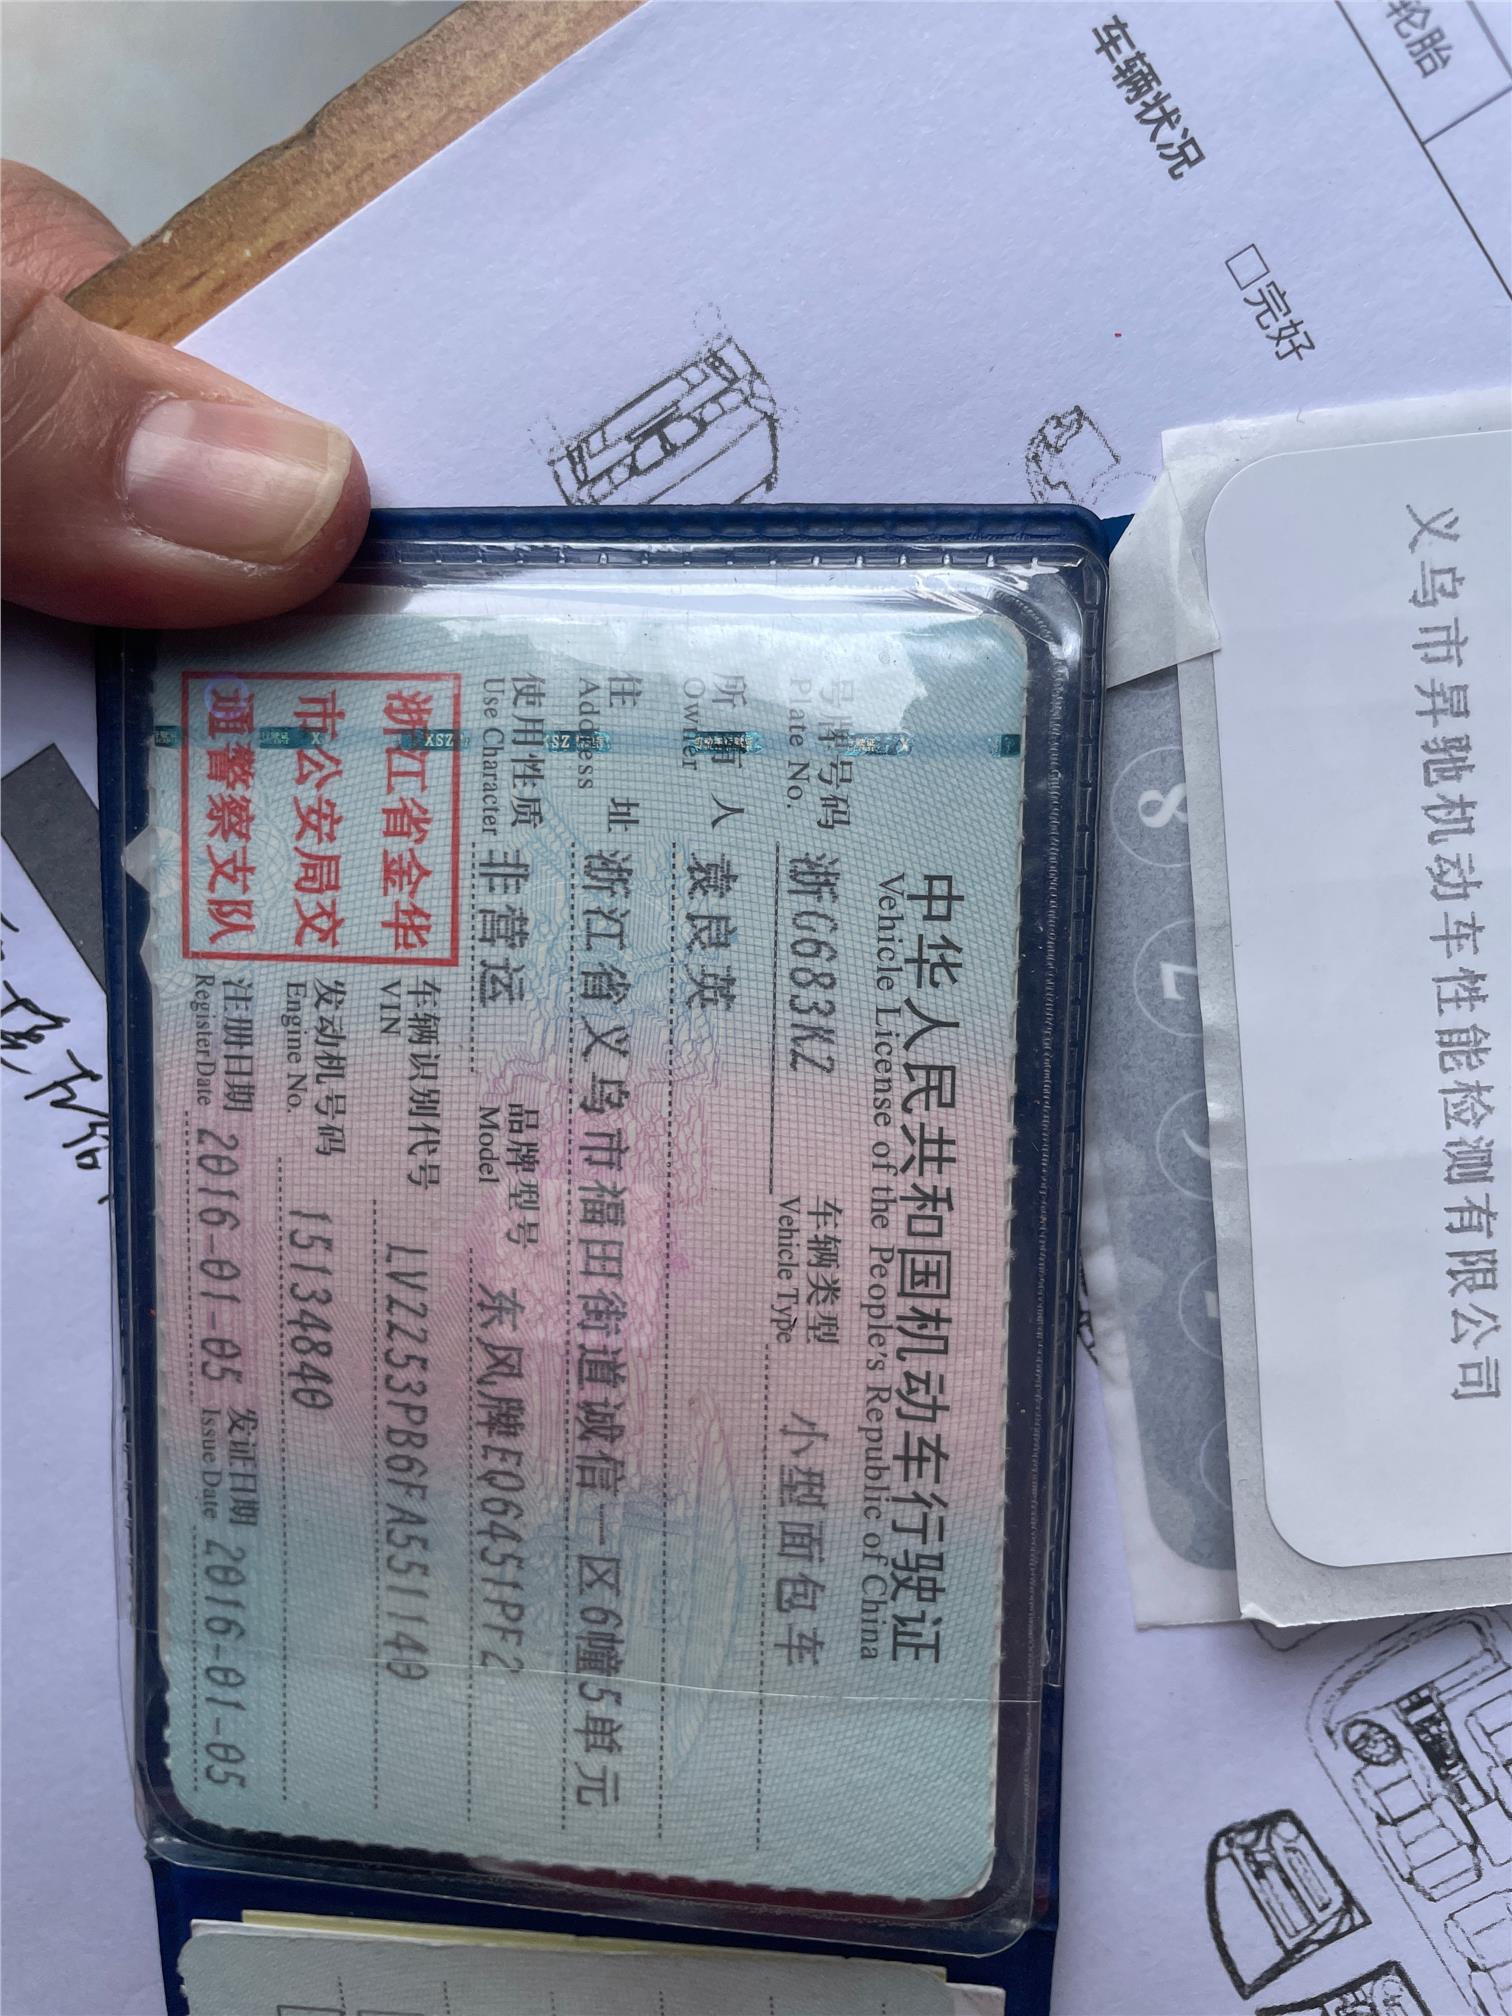 轮胎
车辆状况
□完好
义乌市昇驰机动车性能检测有限公司
中华人民共和国机动车行驶证
Vehicle License of the People's Republic of China
号牌号码 浙G683K2 车辆类型 小型面包车
Plate No. Vehicle Type
所有人 袁良英
Owner
住址 浙江省义乌市福田街道诚信一区6幢5单元
Address
使用性质 非营运 品牌型号 东风牌EQ6451PF2
Use Character Model
浙江省金华
市公安局交
通警察支队
车辆识别代号 LVZZ53PB6FA551140
VIN
发动机号码 15134840
Engine No.
注册日期 2016-01-05 发证日期 2016-01-05
Register Date Issue Date